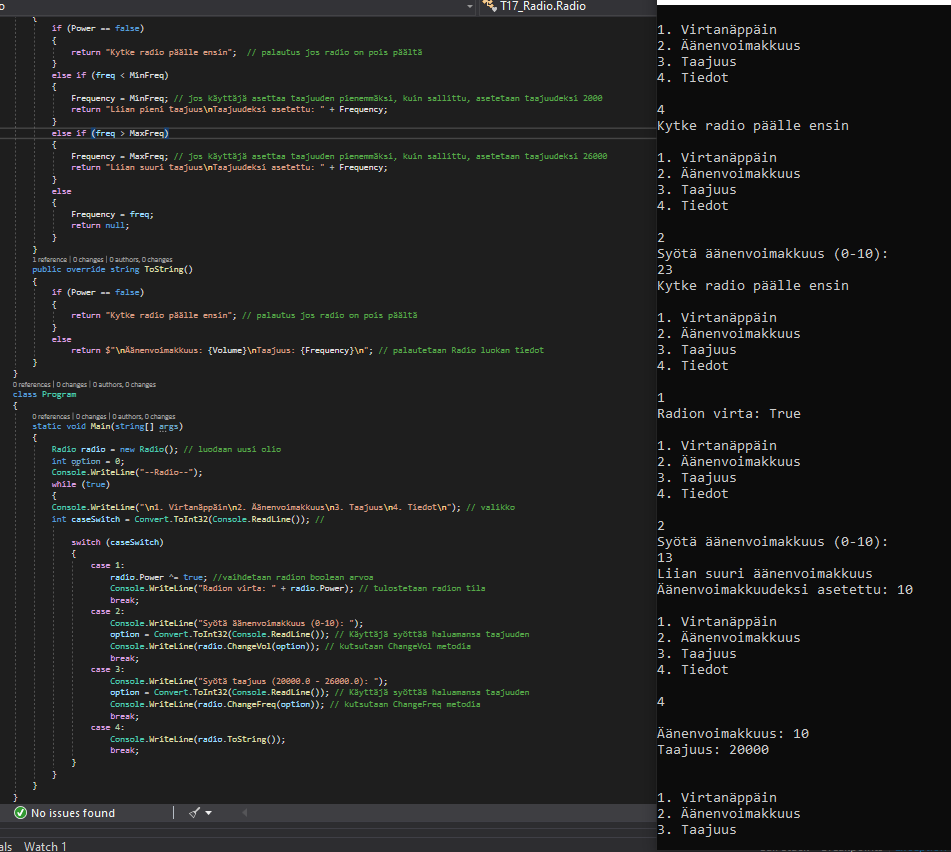 o
T17_Radio.Radio
{
if (Power == false)
{
return "Kytke radio päälle ensin";  // palautus jos radio on pois päältä
}
else if (freq < MinFreq)
{
Frequency = MinFreq; // jos käyttäjä asettaa taajuuden pienemmäksi, kuin sallittu, asetetaan taajuudeksi 2000
return "Liian pieni taajuus\nTaajuudeksi asetettu: " + Frequency;
}
else if (freq > MaxFreq)
{
Frequency = MaxFreq; // jos käyttäjä asettaa taajuuden pienemmäksi, kuin sallittu, asetetaan taajuudeksi 26000
return "Liian suuri taajuus\nTaajuudeksi asetettu: " + Frequency;
}
else
{
Frequency = freq;
return null;
}
}
1 reference | 0 changes | 0 authors, 0 changes
public override string ToString()
{
if (Power == false)
{
return "Kytke radio päälle ensin"; // palautus jos radio on pois päältä
}
else
return $"\nÄänenvoimakkuus: {Volume}\nTaajuus: {Frequency}\n"; // palautetaan Radio luokan tiedot
}
}
0 references | 0 changes | 0 authors, 0 changes
class Program
{
0 references | 0 changes | 0 authors, 0 changes
static void Main(string[] args)
{
Radio radio = new Radio(); // luodaan uusi olio
int option = 0;
Console.WriteLine("--Radio--");
while (true)
{
Console.WriteLine("\n1. Virtanäppäin\n2. Äänenvoimakkuus\n3. Taajuus\n4. Tiedot\n"); // valikko
int caseSwitch = Convert.ToInt32(Console.ReadLine()); //
switch (caseSwitch)
{
case 1:
radio.Power ^= true; //vaihdetaan radion boolean arvoa
Console.WriteLine("Radion virta: " + radio.Power); // tulostetaan radion tila
break;
case 2:
Console.WriteLine("Syötä äänenvoimakkuus (0-10): ");
option = Convert.ToInt32(Console.ReadLine()); // Käyttäjä syöttää haluamansa taajuuden
Console.WriteLine(radio.ChangeVol(option)); // kutsutaan ChangeVol metodia
break;
case 3:
Console.WriteLine("Syötä taajuus (20000.0 - 26000.0): ");
option = Convert.ToInt32(Console.ReadLine()); // Käyttäjä syöttää haluamansa taajuuden
Console.WriteLine(radio.ChangeFreq(option)); // kutsutaan ChangeFreq metodia
break;
case 4:
Console.WriteLine(radio.ToString());
break;
}
}
}
}
No issues found
als Watch 1
1. Virtanäppäin
2. Äänenvoimakkuus
3. Taajuus
4. Tiedot
4
Kytke radio päälle ensin
1. Virtanäppäin
2. Äänenvoimakkuus
3. Taajuus
4. Tiedot
2
Syötä äänenvoimakkuus (0-10):
23
Kytke radio päälle ensin
1. Virtanäppäin
2. Äänenvoimakkuus
3. Taajuus
4. Tiedot
1
Radion virta: True
1. Virtanäppäin
2. Äänenvoimakkuus
3. Taajuus
4. Tiedot
2
Syötä äänenvoimakkuus (0-10):
13
Liian suuri äänenvoimakkuus
Äänenvoimakkuudeksi asetettu: 10
1. Virtanäppäin
2. Äänenvoimakkuus
3. Taajuus
4. Tiedot
4
Äänenvoimakkuus: 10
Taajuus: 20000
1. Virtanäppäin
2. Äänenvoimakkuus
3. Taajuus